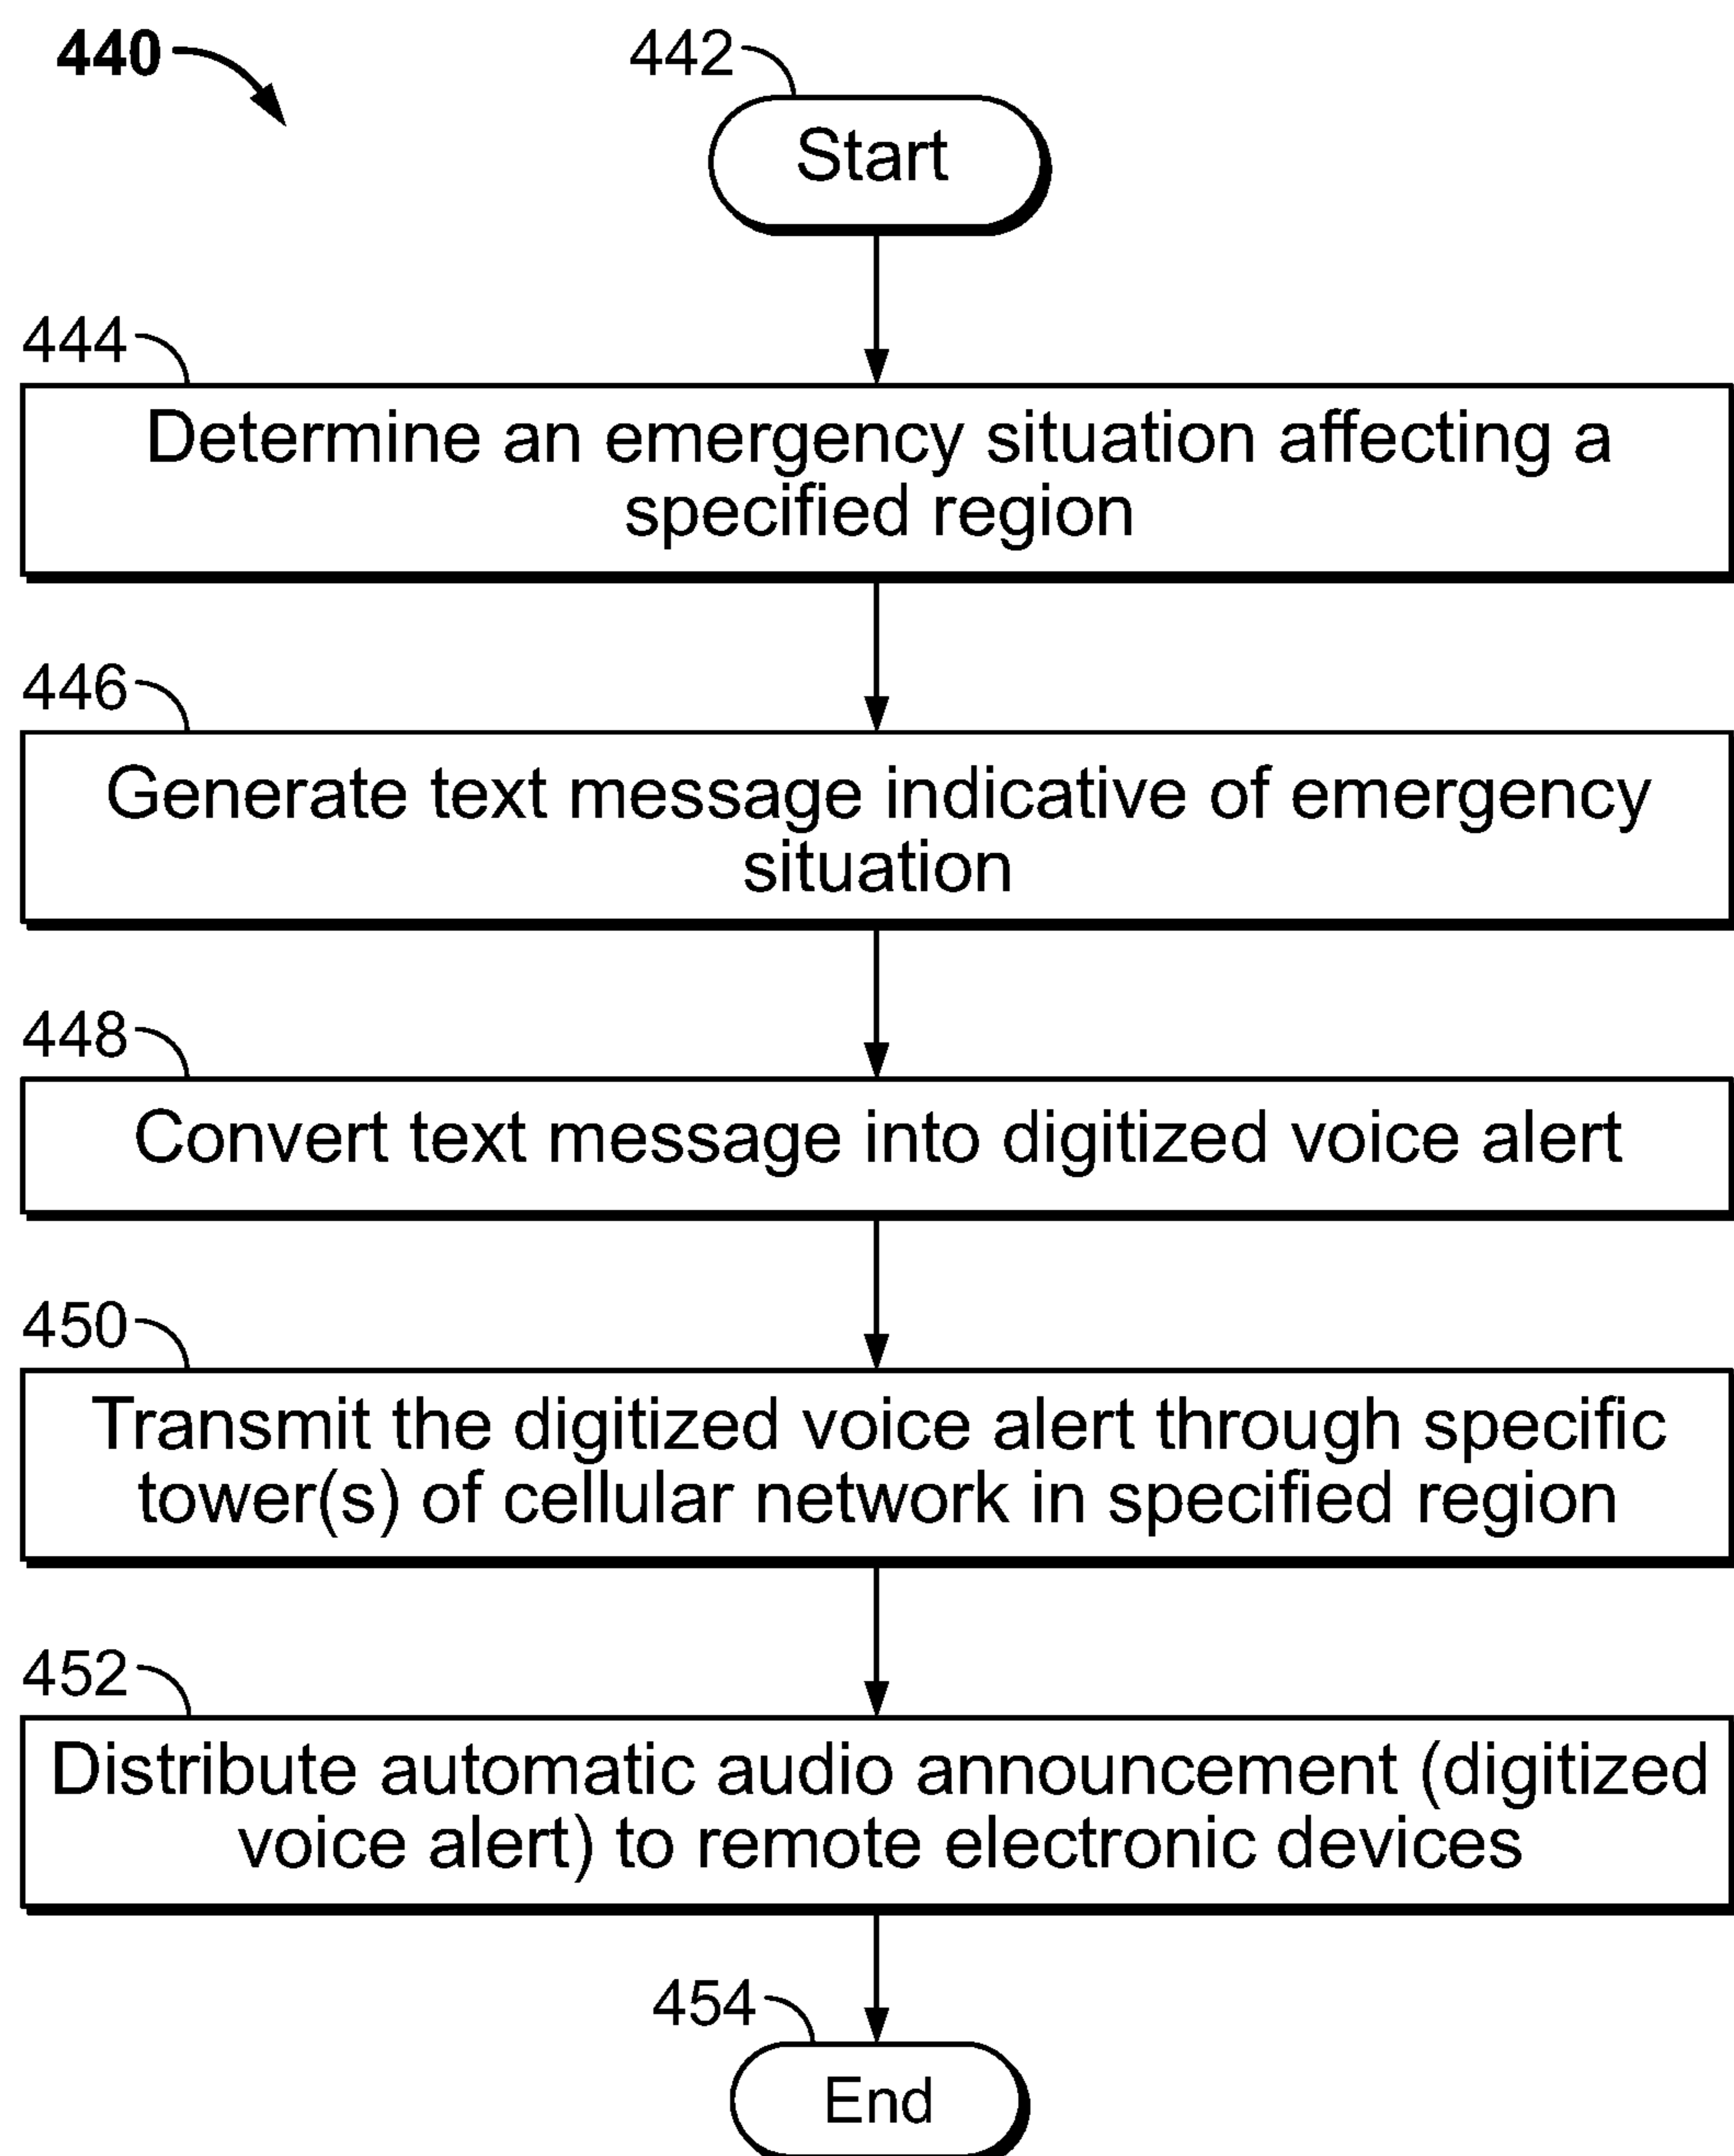 440
442
Start
444
Determine an emergency situation affecting a
specified region
446
Generate text message indicative of emergency
situation
448
Convert text message into digitized voice alert
450
Transmit the digitized voice alert through specific
tower(s) of cellular network in specified region
452
Distribute automatic audio announcement (digitized
voice alert) to remote electronic devices
454
End